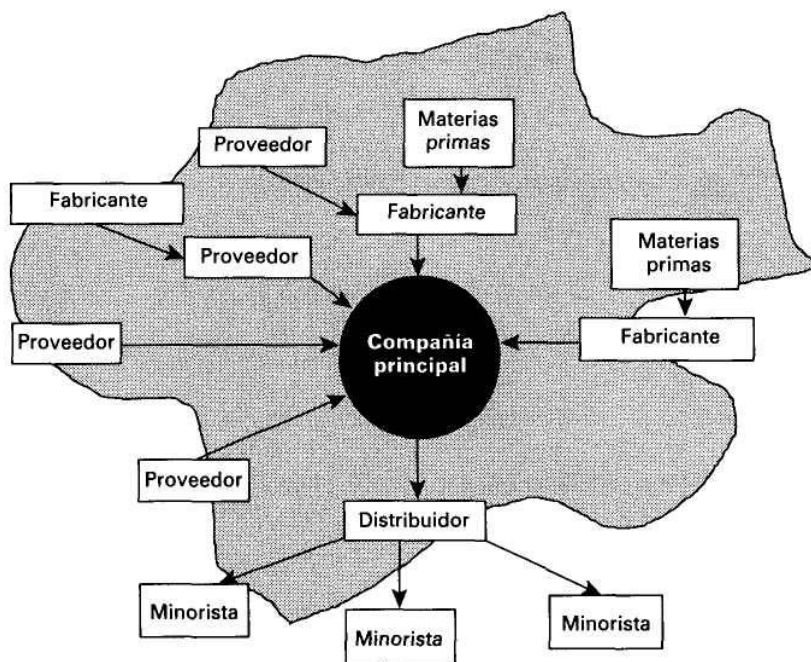 Materias
primas
Proveedor
Fabricante
Fabricante
Proveedor
Materias
primas
Proveedor
Compañía
principal
Fabricante
Proveedor
Distribuidor
Minorista
Minorista
Minorista